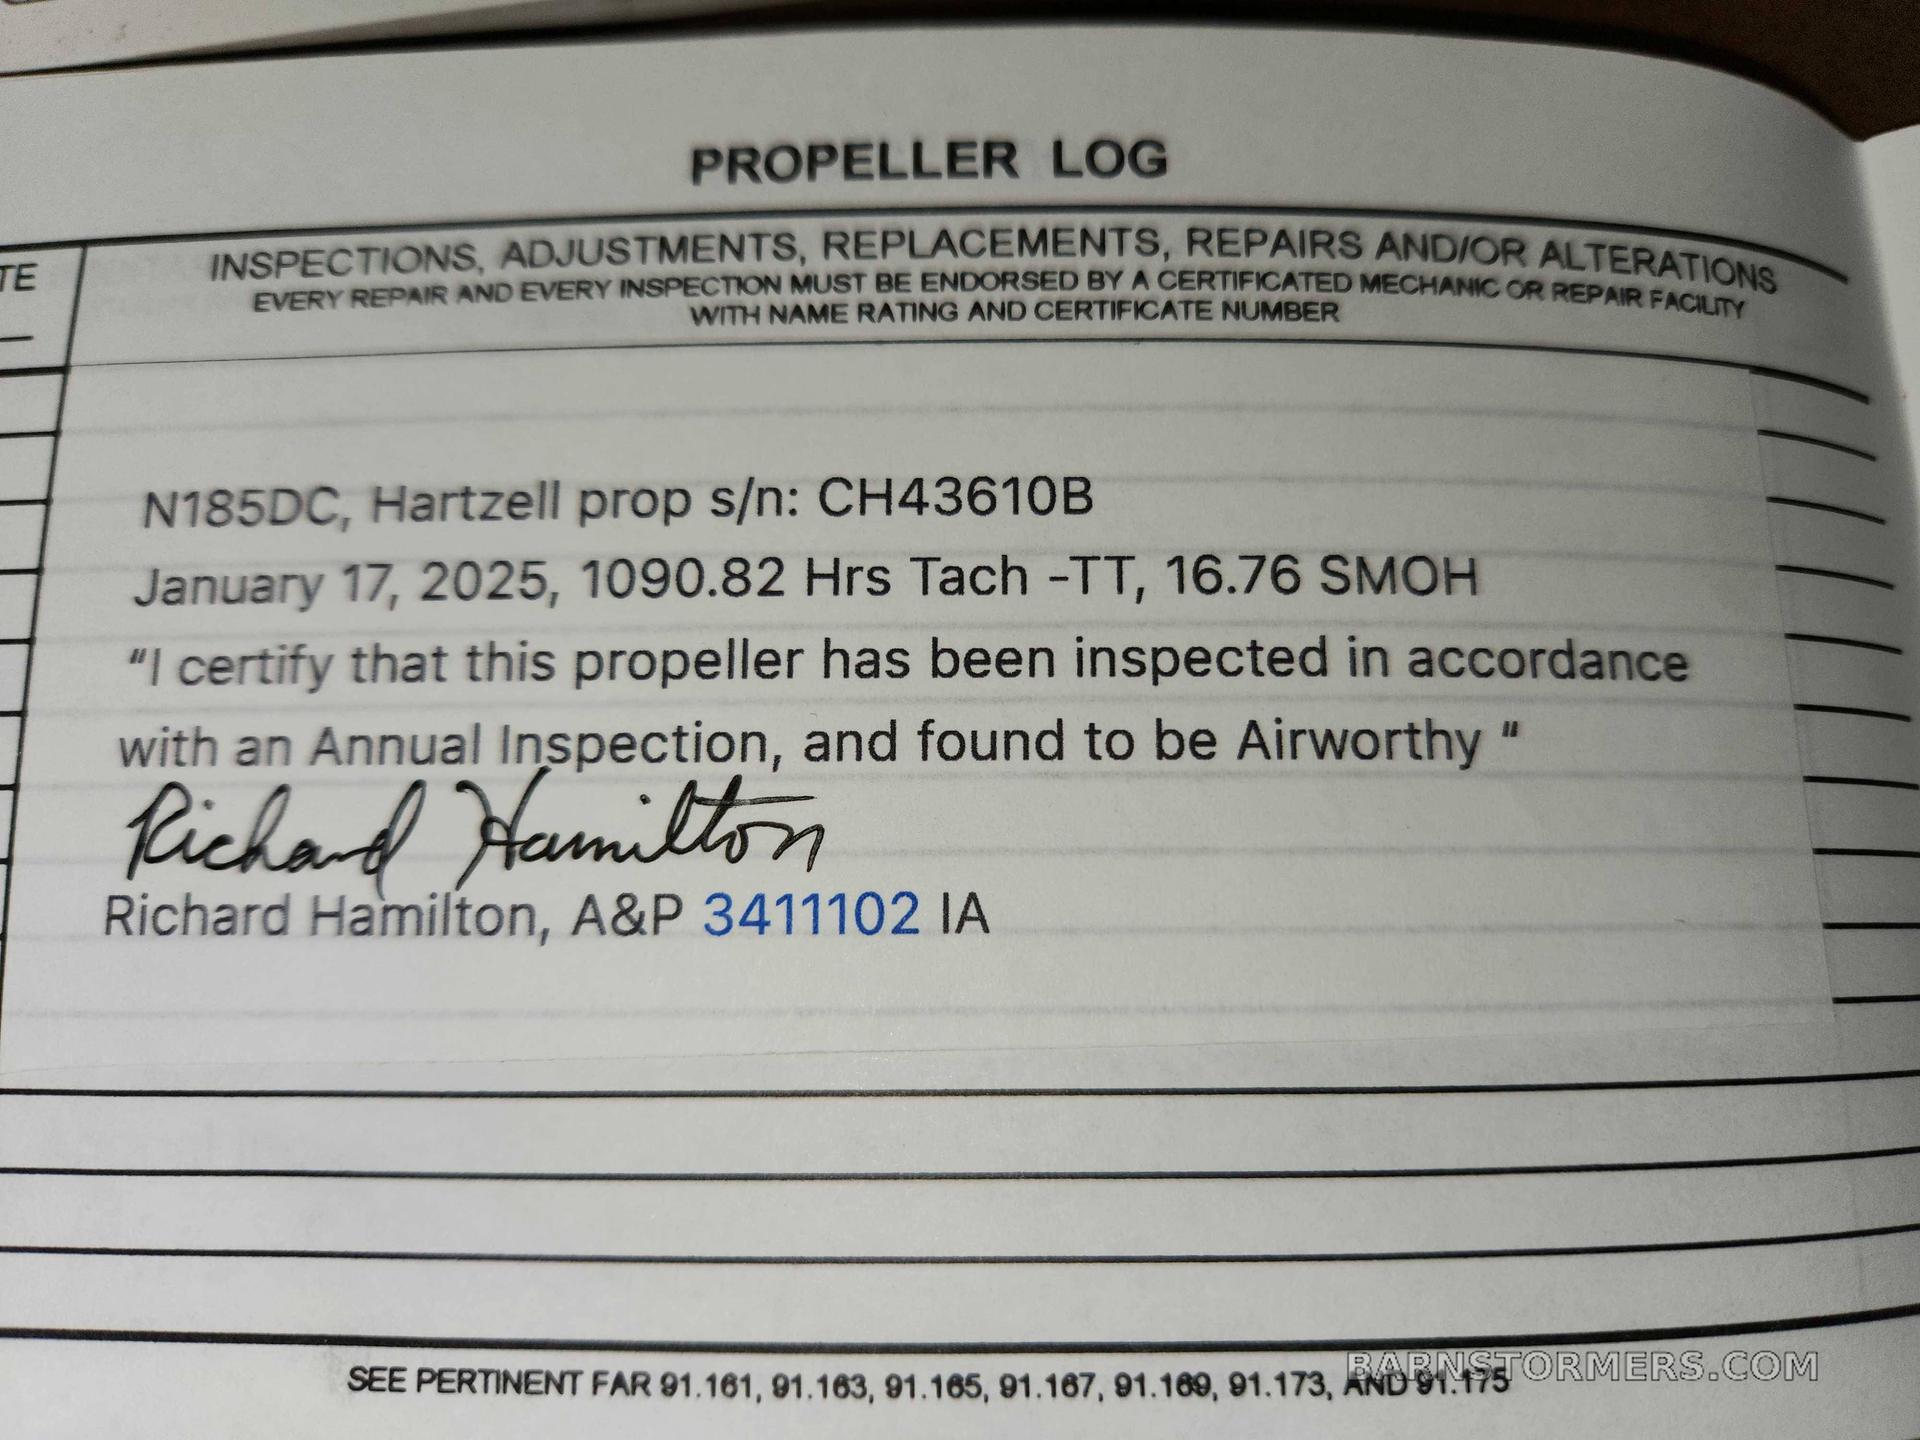 PROPELLER LOG
TE
INSPECTIONS, ADJUSTMENTS, REPLACEMENTS, REPAIRS AND/OR ALTERATIONS
EVERY REPAIR AND EVERY INSPECTION MUST BE ENDORSED BY A CERTIFICATED MECHANIC OR REPAIR FACILITY
WITH NAME RATING AND CERTIFICATE NUMBER
N185DC, Hartzell prop s/n: CH43610B
January 17, 2025, 1090.82 Hrs Tach -TT, 16.76 SMOH
"I certify that this propeller has been inspected in accordance
with an Annual Inspection, and found to be Airworthy "
Richard Hamilton
Richard Hamilton, A&P 3411102 IA
SEE PERTINENT FAR 91.161, 91.163, 91.165, 91.167, 91.169, 91.173, AND 91.175
BARNSTORMERS.COM